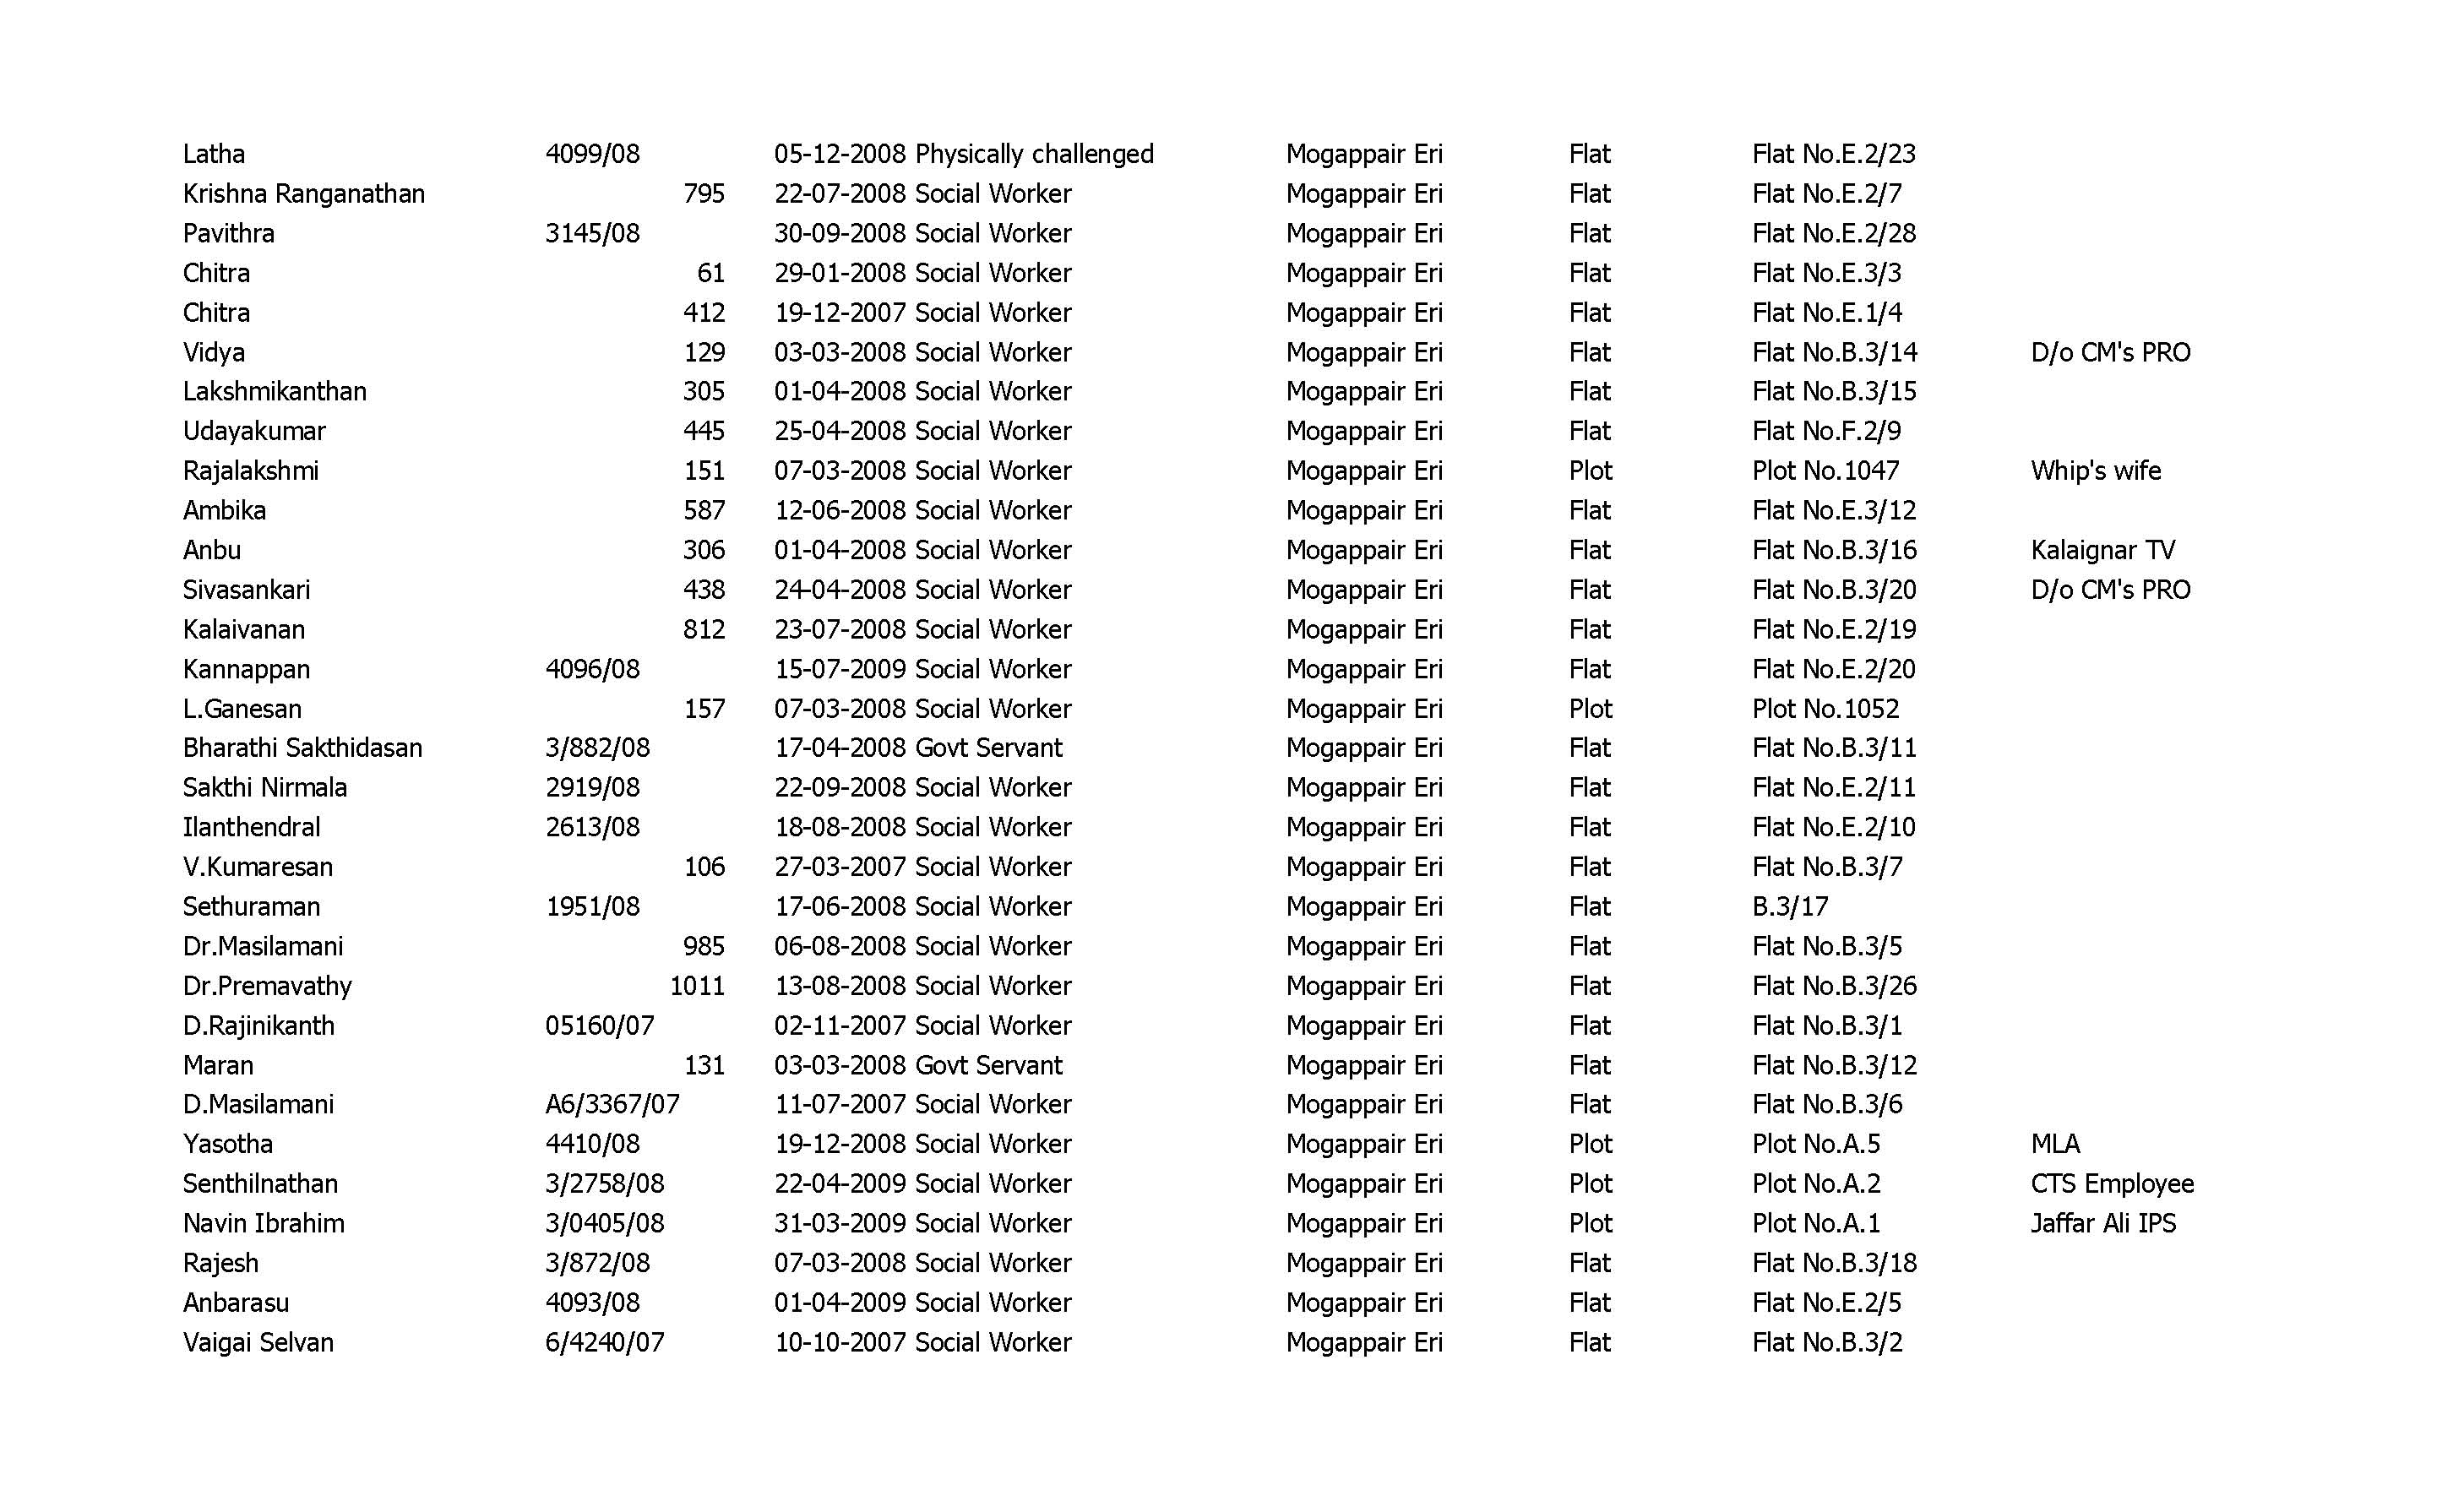 Latha 4099/08 05-12-2008 Physically challenged Mogappair Eri Flat Flat No.E.2/23
Krishna Ranganathan 795 22-07-2008 Social Worker Mogappair Eri Flat Flat No.E.2/7
Pavithra 3145/08 30-09-2008 Social Worker Mogappair Eri Flat Flat No.E.2/28
Chitra 61 29-01-2008 Social Worker Mogappair Eri Flat Flat No.E.3/3
Chitra 412 19-12-2007 Social Worker Mogappair Eri Flat Flat No.E.1/4
Vidya 129 03-03-2008 Social Worker Mogappair Eri Flat Flat No.B.3/14 D/o CM's PRO
Lakshmikanthan 305 01-04-2008 Social Worker Mogappair Eri Flat Flat No.B.3/15
Udayakumar 445 25-04-2008 Social Worker Mogappair Eri Flat Flat No.F.2/9
Rajalakshmi 151 07-03-2008 Social Worker Mogappair Eri Plot Plot No.1047 Whip's wife
Ambika 587 12-06-2008 Social Worker Mogappair Eri Flat Flat No.E.3/12
Anbu 306 01-04-2008 Social Worker Mogappair Eri Flat Flat No.B.3/16 Kalaignar TV
Sivasankari 438 24-04-2008 Social Worker Mogappair Eri Flat Flat No.B.3/20 D/o CM's PRO
Kalaivanan 812 23-07-2008 Social Worker Mogappair Eri Flat Flat No.E.2/19
Kannappan 4096/08 15-07-2009 Social Worker Mogappair Eri Flat Flat No.E.2/20
L.Ganesan 157 07-03-2008 Social Worker Mogappair Eri Plot Plot No.1052
Bharathi Sakthidasan 3/882/08 17-04-2008 Govt Servant Mogappair Eri Flat Flat No.B.3/11
Sakthi Nirmala 2919/08 22-09-2008 Social Worker Mogappair Eri Flat Flat No.E.2/11
Ilanthendral 2613/08 18-08-2008 Social Worker Mogappair Eri Flat Flat No.E.2/10
V.Kumaresan 106 27-03-2007 Social Worker Mogappair Eri Flat Flat No.B.3/7
Sethuraman 1951/08 17-06-2008 Social Worker Mogappair Eri Flat B.3/17
Dr.Masilamani 985 06-08-2008 Social Worker Mogappair Eri Flat Flat No.B.3/5
Dr.Premavathy 1011 13-08-2008 Social Worker Mogappair Eri Flat Flat No.B.3/26
D.Rajinikanth 05160/07 02-11-2007 Social Worker Mogappair Eri Flat Flat No.B.3/1
Maran 131 03-03-2008 Govt Servant Mogappair Eri Flat Flat No.B.3/12
D.Masilamani A6/3367/07 11-07-2007 Social Worker Mogappair Eri Flat Flat No.B.3/6
Yasotha 4410/08 19-12-2008 Social Worker Mogappair Eri Plot Plot No.A.5 MLA
Senthilnathan 3/2758/08 22-04-2009 Social Worker Mogappair Eri Plot Plot No.A.2 CTS Employee
Navin Ibrahim 3/0405/08 31-03-2009 Social Worker Mogappair Eri Plot Plot No.A.1 Jaffar Ali IPS
Rajesh 3/872/08 07-03-2008 Social Worker Mogappair Eri Flat Flat No.B.3/18
Anbarasu 4093/08 01-04-2009 Social Worker Mogappair Eri Flat Flat No.E.2/5
Vaigai Selvan 6/4240/07 10-10-2007 Social Worker Mogappair Eri Flat Flat No.B.3/2